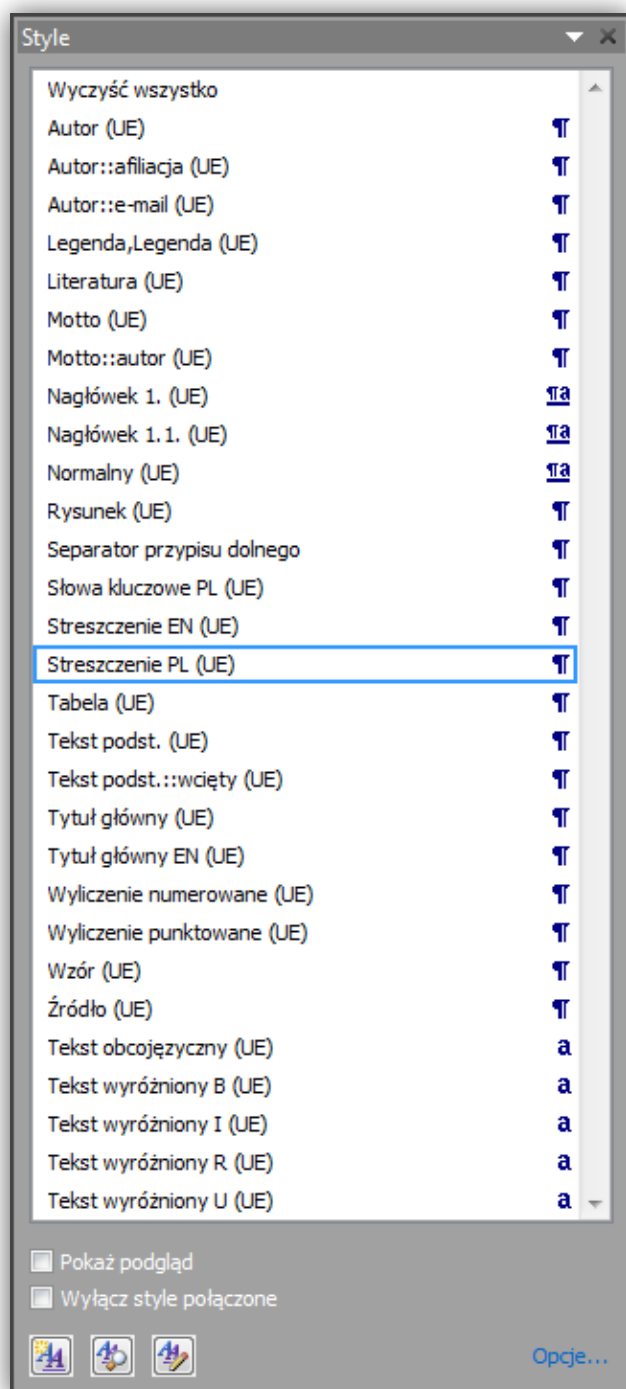 Style
Wyczyść wszystko
Autor (UE) ¶
Autor::afiliacja (UE) ¶
Autor::e-mail (UE) ¶
Legenda,Legenda (UE) ¶
Literatura (UE) ¶
Motto (UE) ¶
Motto::autor (UE) ¶
Nagłówek 1. (UE) ¶a
Nagłówek 1.1. (UE) ¶a
Normalny (UE) ¶a
Rysunek (UE) ¶
Separator przypisu dolnego ¶
Słowa kluczowe PL (UE) ¶
Streszczenie EN (UE) ¶
Streszczenie PL (UE) ¶
Tabela (UE) ¶
Tekst podst. (UE) ¶
Tekst podst.::wcięty (UE) ¶
Tytuł główny (UE) ¶
Tytuł główny EN (UE) ¶
Wyliczenie numerowane (UE) ¶
Wyliczenie punktowane (UE) ¶
Wzór (UE) ¶
Źródło (UE) ¶
Tekst obcojęzyczny (UE) a
Tekst wyróżniony B (UE) a
Tekst wyróżniony I (UE) a
Tekst wyróżniony R (UE) a
Tekst wyróżniony U (UE) a
Pokaż podgląd
Wyłącz style połączone
Opcje...